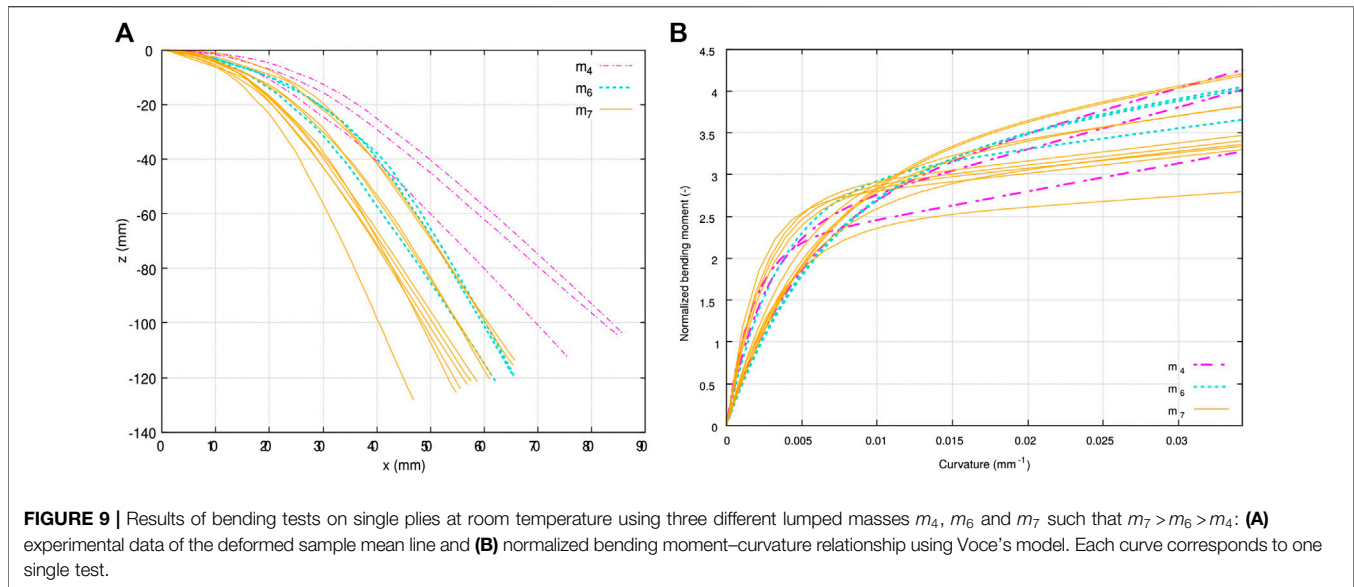 A
0
-20
-40
-60
-80
-100
-120
-140
z (mm)
0 10 20 30 40 50 60 70 80 90
x (mm)
m4
m6
m7
B
4.5
4
3.5
3
2.5
2
1.5
1
0.5
0
Normalized bending moment (-)
0 0.005 0.01 0.015 0.02 0.025 0.03
Curvature (mm⁻¹)
m 4
m 6
m 7
FIGURE 9 | Results of bending tests on single plies at room temperature using three different lumped masses m4, m6 and m7 such that m7 > m6 > m4: (A)
experimental data of the deformed sample mean line and (B) normalized bending moment–curvature relationship using Voce's model. Each curve corresponds to one
single test.